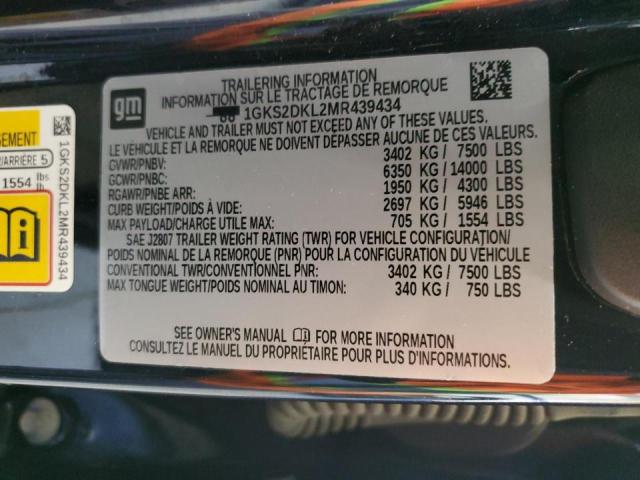 GEMENT
ARRIÈRE 5
1554 lbs
1GKS2DKL2MR439434
gm
TRAILERING INFORMATION
INFORMATION SUR LE TRACTAGE DE REMORQUE
1GKS2DKL2MR439434
VEHICLE AND TRAILER MUST NOT EXCEED ANY OF THESE VALUES.
LE VÉHICULE ET LA REMORQUE NE DOIVENT DÉPASSER AUCUNE DE CES VALEURS.
GVWR/PNBV: 3402 KG / 7500 LBS
GCWR/PNBC: 6350 KG / 14000 LBS
RGAWR/PNBE ARR: 1950 KG / 4300 LBS
CURB WEIGHT/POIDS À VIDE: 2697 KG / 5946 LBS
MAX PAYLOAD/CHARGE UTILE MAX: 705 KG / 1554 LBS
SAE J2807 TRAILER WEIGHT RATING (TWR) FOR VEHICLE CONFIGURATION/
POIDS NOMINAL DE LA REMORQUE (PNR) POUR LA CONFIGURATION DU VÉHICULE
CONVENTIONAL TWR/CONVENTIONNEL PNR: 3402 KG / 7500 LBS
MAX TONGUE WEIGHT/POIDS NOMINAL AU TIMON: 340 KG / 750 LBS
SEE OWNER'S MANUAL FOR MORE INFORMATION
CONSULTEZ LE MANUEL DU PROPRIÉTAIRE POUR PLUS D'INFORMATIONS.